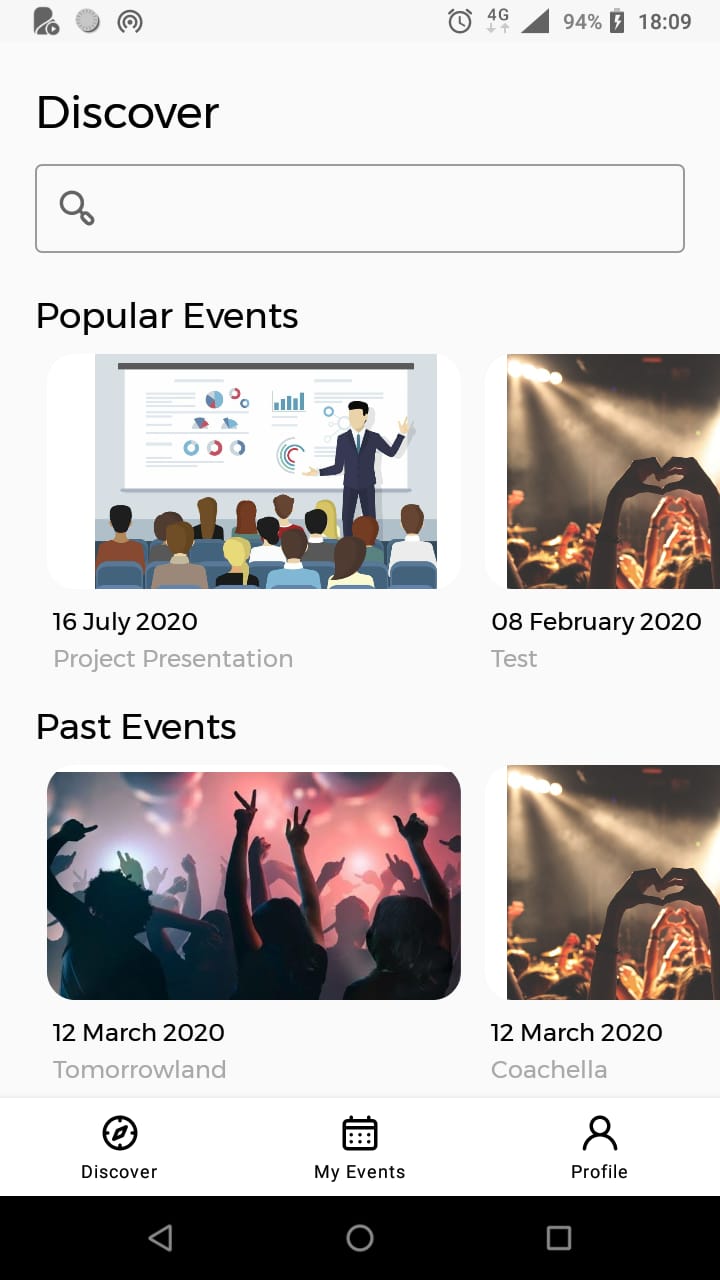 4G 94% 18:09
Discover
Popular Events
16 July 2020
Project Presentation
08 February 2020
Test
Past Events
12 March 2020
Tomorrowland
12 March 2020
Coachella
Discover My Events Profile